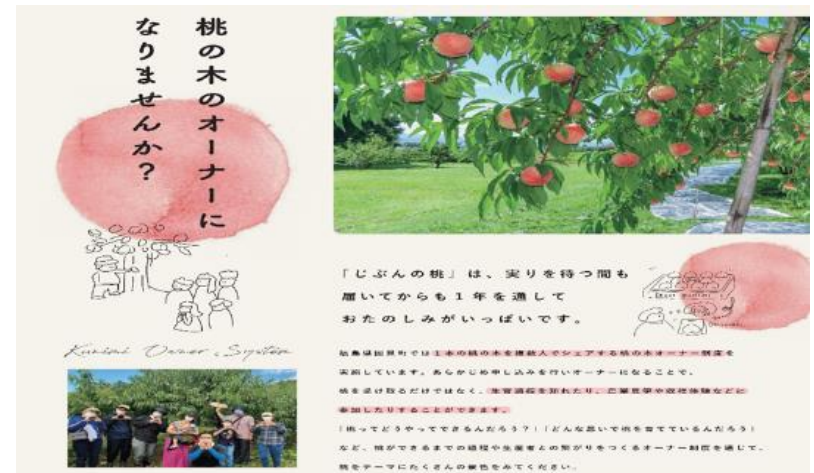 桃の木のオーナーに
なりませんか？
Kunimi Owner System
「じぶんの桃」は、実りを待つ間も
届いてからも1年を通して
おたのしみがいっぱいです。
福島県国見町では1本の桃の木を複数人でシェアする桃の木オーナー制度を
実施しています。あらかじめ申し込みを行いオーナーになることで、
桃を受け取るだけではなく、生育過程を知れたり、圃場見学や収穫体験などに
参加したりすることができます。
「桃ってどうやってできるんだろう？」「どんな思いで桃を育てているんだろう」
など、桃ができるまでの過程や生産者との繋がりをつくるオーナー制度を通じて、
桃をテーマにたくさんの景色をみてください。